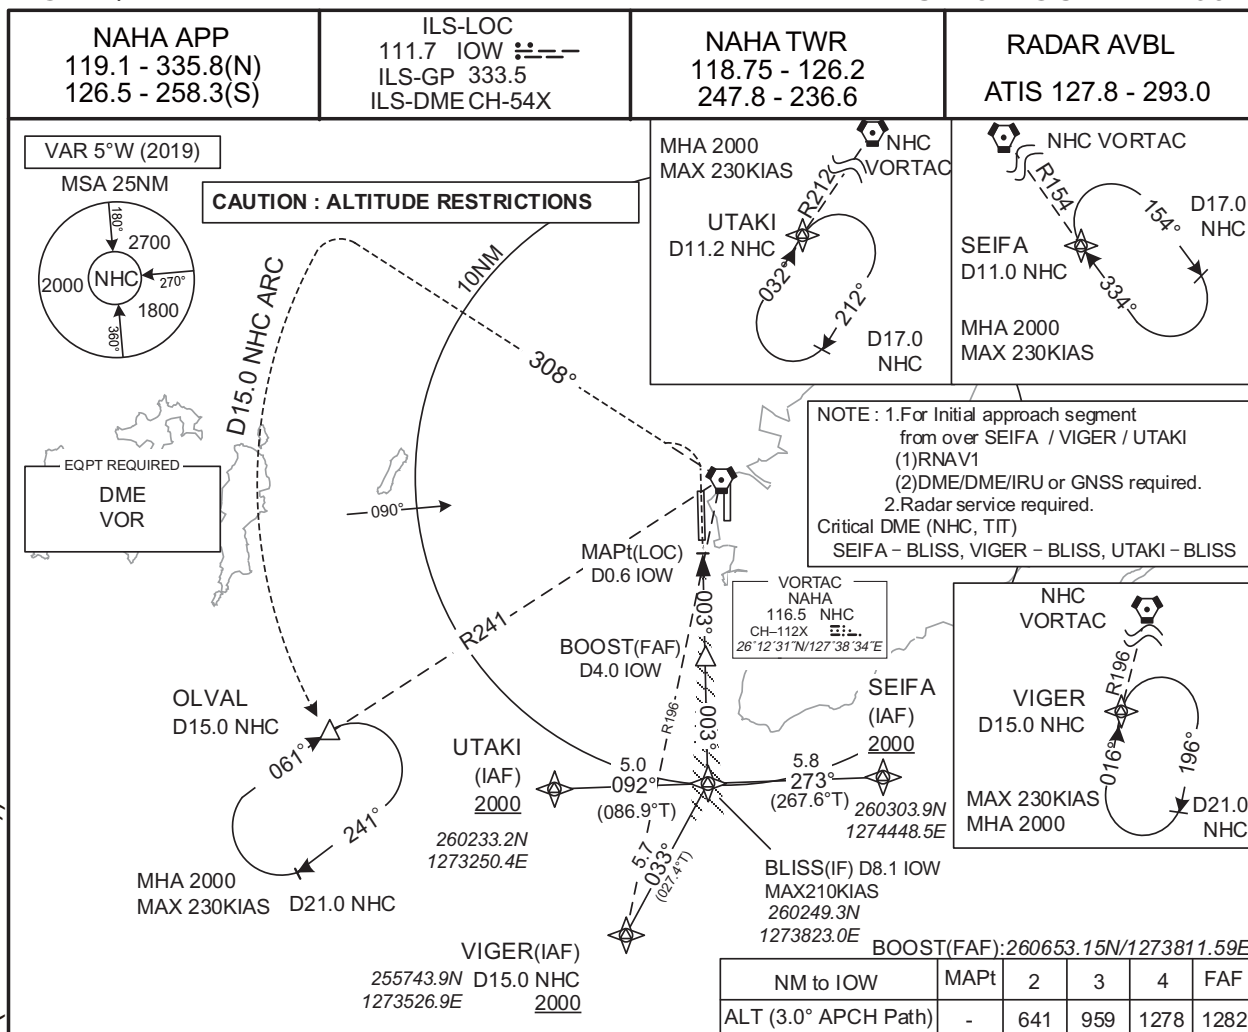 NAHA APP
119.1 - 335.8(N)
126.5 - 258.3(S)
ILS-LOC
111.7 IOW
ILS-GP 333.5
ILS-DME CH-54X
NAHA TWR
118.75 - 126.2
247.8 - 236.6
RADAR AVBL
ATIS 127.8 - 293.0
VAR 5°W (2019)
MSA 25NM
180°
2700
2000
NHC
270°
1800
360°
CAUTION : ALTITUDE RESTRICTIONS
MHA 2000
MAX 230KIAS
NHC
VORTAC
R212
UTAKI
D11.2 NHC
032°
212°
D17.0
NHC
NHC VORTAC
R154
154°
D17.0
NHC
SEIFA
D11.0 NHC
334°
MHA 2000
MAX 230KIAS
10NM
D15.0 NHC ARC
308°
EQPT REQUIRED
DME
VOR
090°
NOTE : 1.For Initial approach segment
from over SEIFA / VIGER / UTAKI
(1)RNAV1
(2)DME/DME/IRU or GNSS required.
2.Radar service required.
Critical DME (NHC, TIT)
SEIFA – BLISS, VIGER – BLISS, UTAKI – BLISS
MAPt(LOC)
D0.6 IOW
003°
VORTAC
NAHA
116.5 NHC
CH–112X
26°12'31"N/127°38'34"E
R241
BOOST(FAF)
D4.0 IOW
R196
003°
OLVAL
D15.0 NHC
061°
241°
MHA 2000
MAX 230KIAS
D21.0 NHC
UTAKI
(IAF)
2000
260233.2N
1273250.4E
5.0
092°
(086.9°T)
5.8
273°
(267.6°T)
SEIFA
(IAF)
2000
260303.9N
1274448.5E
5.7
033°
(027.4°T)
BLISS(IF) D8.1 IOW
MAX210KIAS
260249.3N
1273823.0E
VIGER(IAF)
255743.9N D15.0 NHC
1273526.9E 2000
NHC
VORTAC
R196
VIGER
D15.0 NHC
016°
196°
MAX 230KIAS
MHA 2000
D21.0
NHC
BOOST(FAF):260653.15N/1273811.59E
NM to IOW MAPt 2 3 4 FAF
ALT (3.0° APCH Path) - 641 959 1278 1282